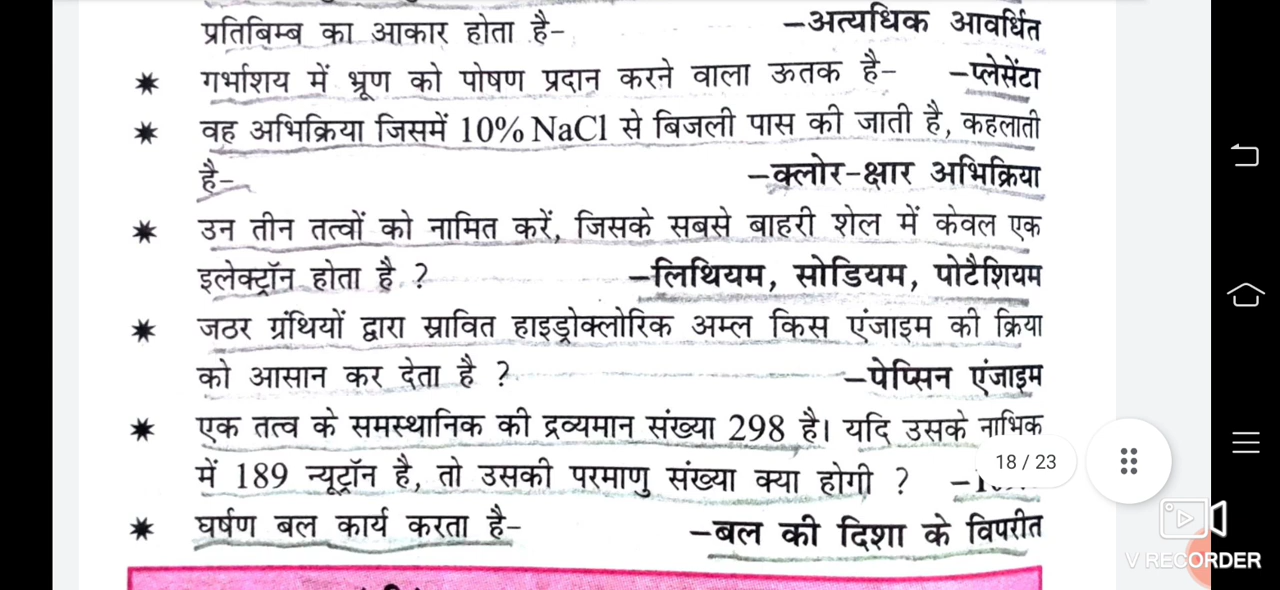 प्रतिबिम्ब का आकार होता है– –अत्यधिक आवर्धित
✷ गर्भाशय में भ्रूण को पोषण प्रदान करने वाला ऊतक है– –प्लेसेंटा
✷ वह अभिक्रिया जिसमें 10% NaCl से बिजली पास की जाती है, कहलाती
है– –क्लोर-क्षार अभिक्रिया
✷ उन तीन तत्वों को नामित करें, जिसके सबसे बाहरी शेल में केवल एक
इलेक्ट्रॉन होता है ? –लिथियम, सोडियम, पोटैशियम
✷ जठर ग्रंथियों द्वारा स्रावित हाइड्रोक्लोरिक अम्ल किस एंजाइम की क्रिया
को आसान कर देता है ? –पेप्सिन एंजाइम
✷ एक तत्व के समस्थानिक की द्रव्यमान संख्या 298 है। यदि उसके नाभिक
में 189 न्यूट्रॉन है, तो उसकी परमाणु संख्या क्या होगी ? –
18 / 23
✷ घर्षण बल कार्य करता है– –बल की दिशा के विपरीत
V RECORDER